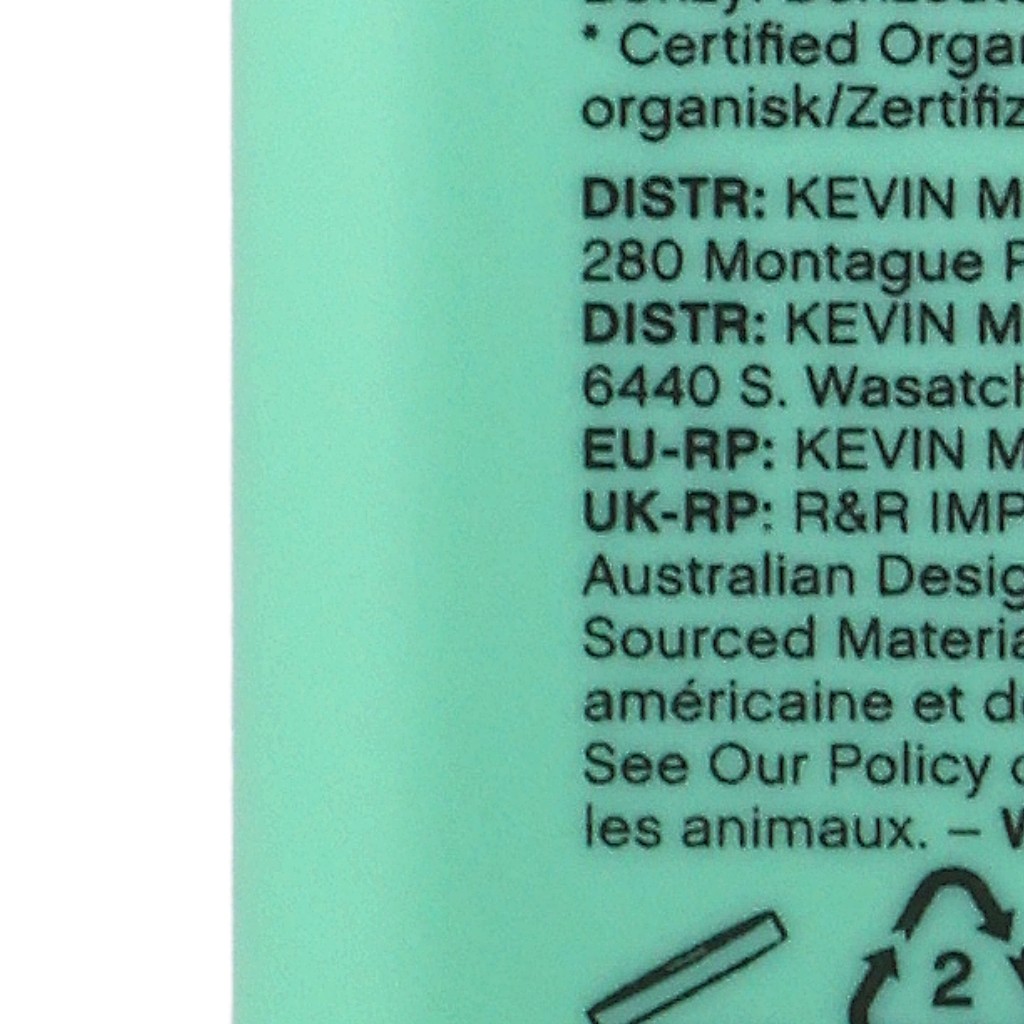 * Certified Orga
organisk/Zertifiz
DISTR: KEVIN M
280 Montague
DISTR: KEVIN M
6440 S. Wasatch
EU-RP: KEVIN M
UK-RP: R&R IMP
Australian Desig
Sourced Materia
américaine et d
See Our Policy
les animaux. –
2